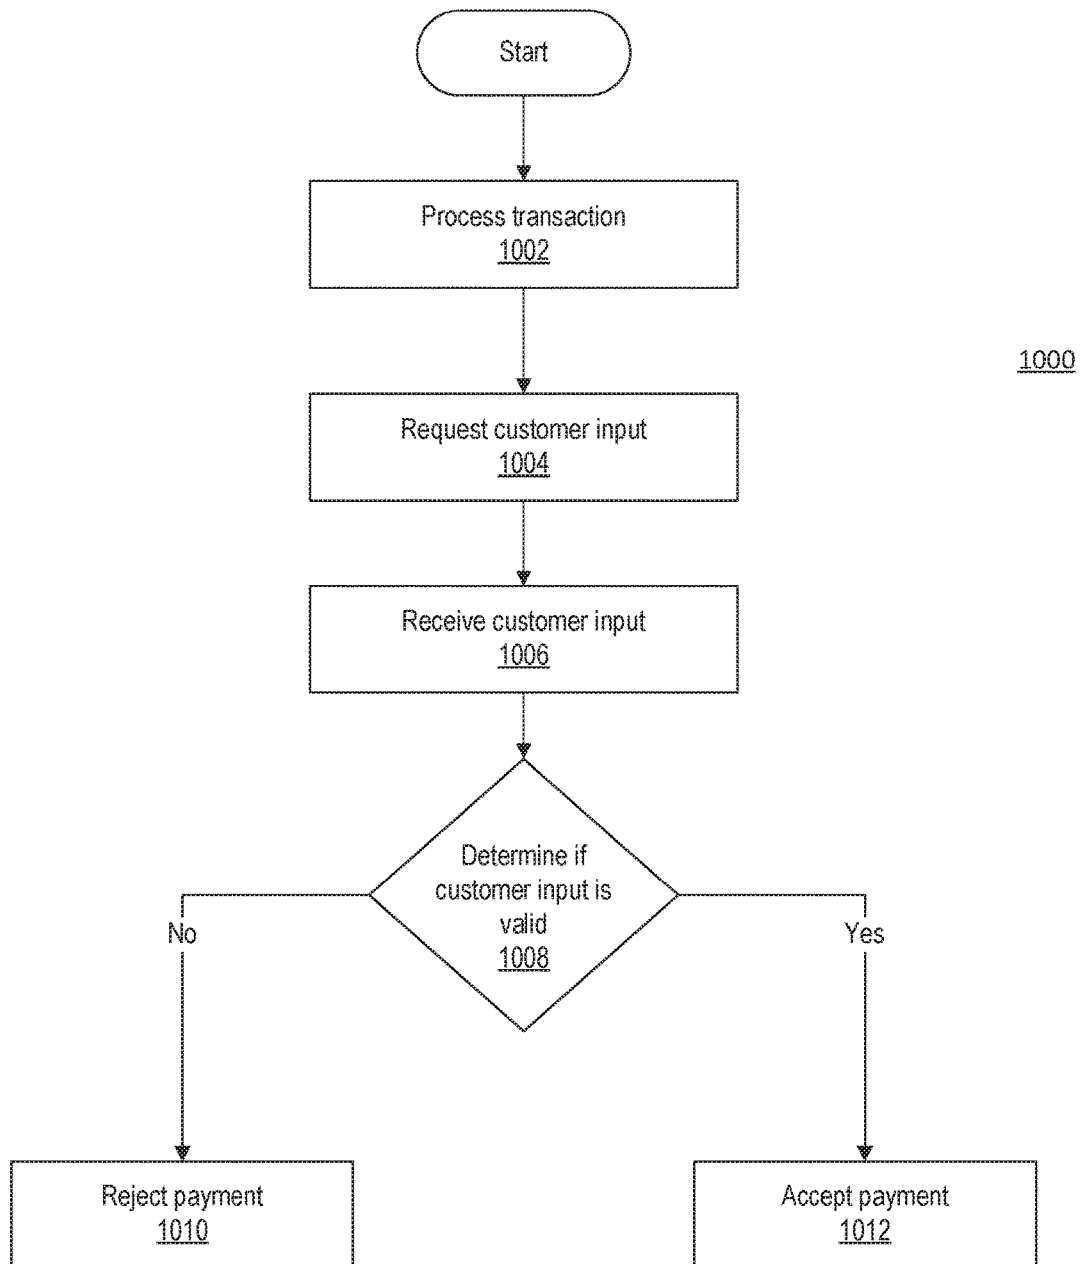 Start
Process transaction
1002
1000
Request customer input
1004
Receive customer input
1006
Determine if
customer input is
valid
1008
No
Yes
Reject payment
1010
Accept payment
1012